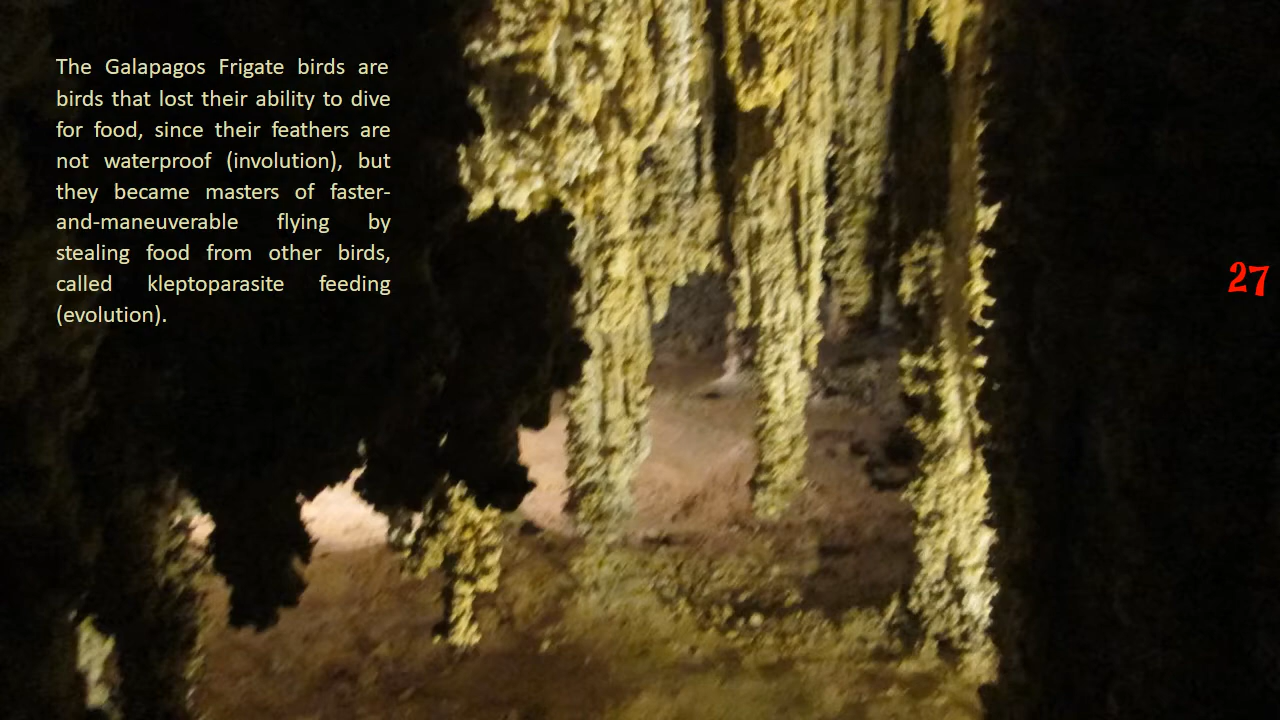 The Galapagos Frigate birds are
birds that lost their ability to dive
for food, since their feathers are
not waterproof (involution), but
they became masters of faster-
and-maneuverable flying by
stealing food from other birds,
called kleptoparasite feeding
(evolution).
27